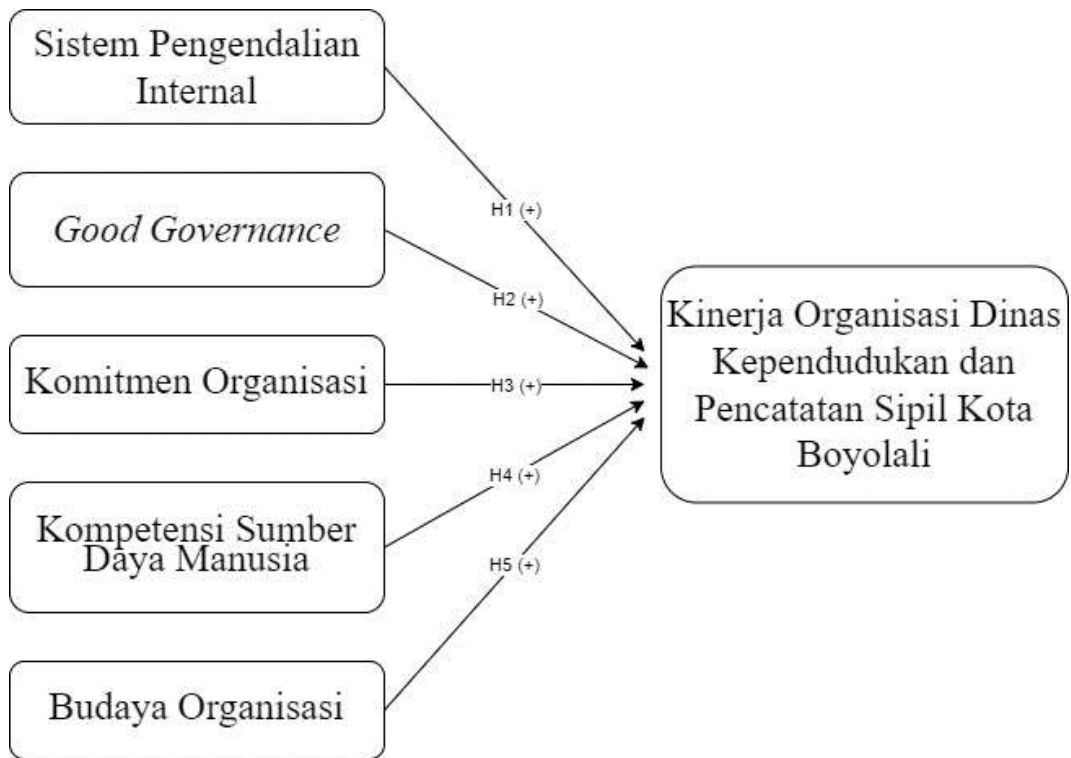 Sistem Pengendalian
Internal
H1 (+)
Good Governance
H2 (+)
Komitmen Organisasi
H3 (+)
Kompetensi Sumber
Daya Manusia
H4 (+)
Budaya Organisasi
H5 (+)
Kinerja Organisasi Dinas
Kependudukan dan
Pencatatan Sipil Kota
Boyolali